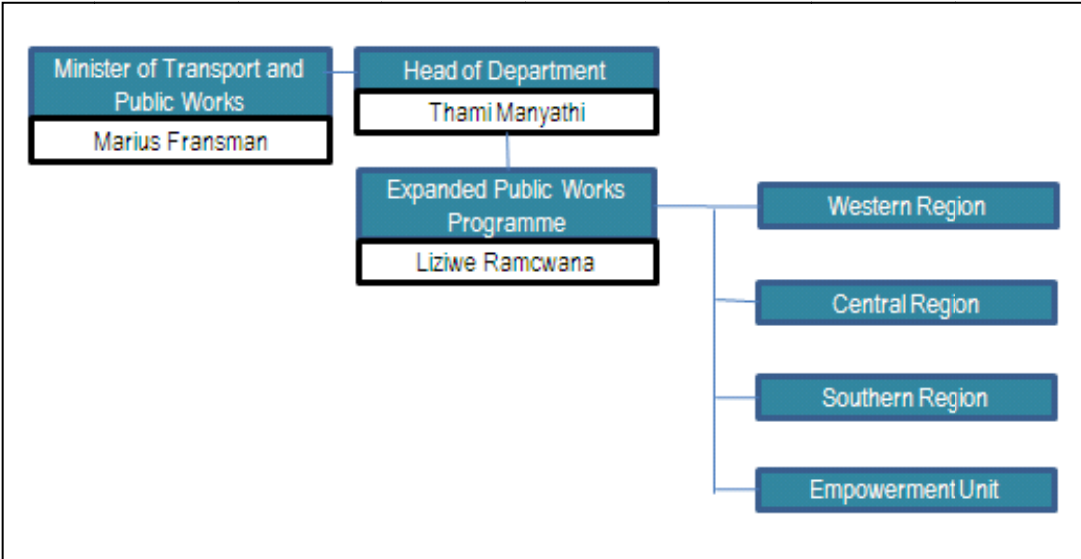 Minister of Transport and
Public Works
Marius Fransman
Head of Department
Thami Manyathi
Expanded Public Works
Programme
Liziwe Ramcwana
Western Region
Central Region
Southern Region
Empowerment Unit